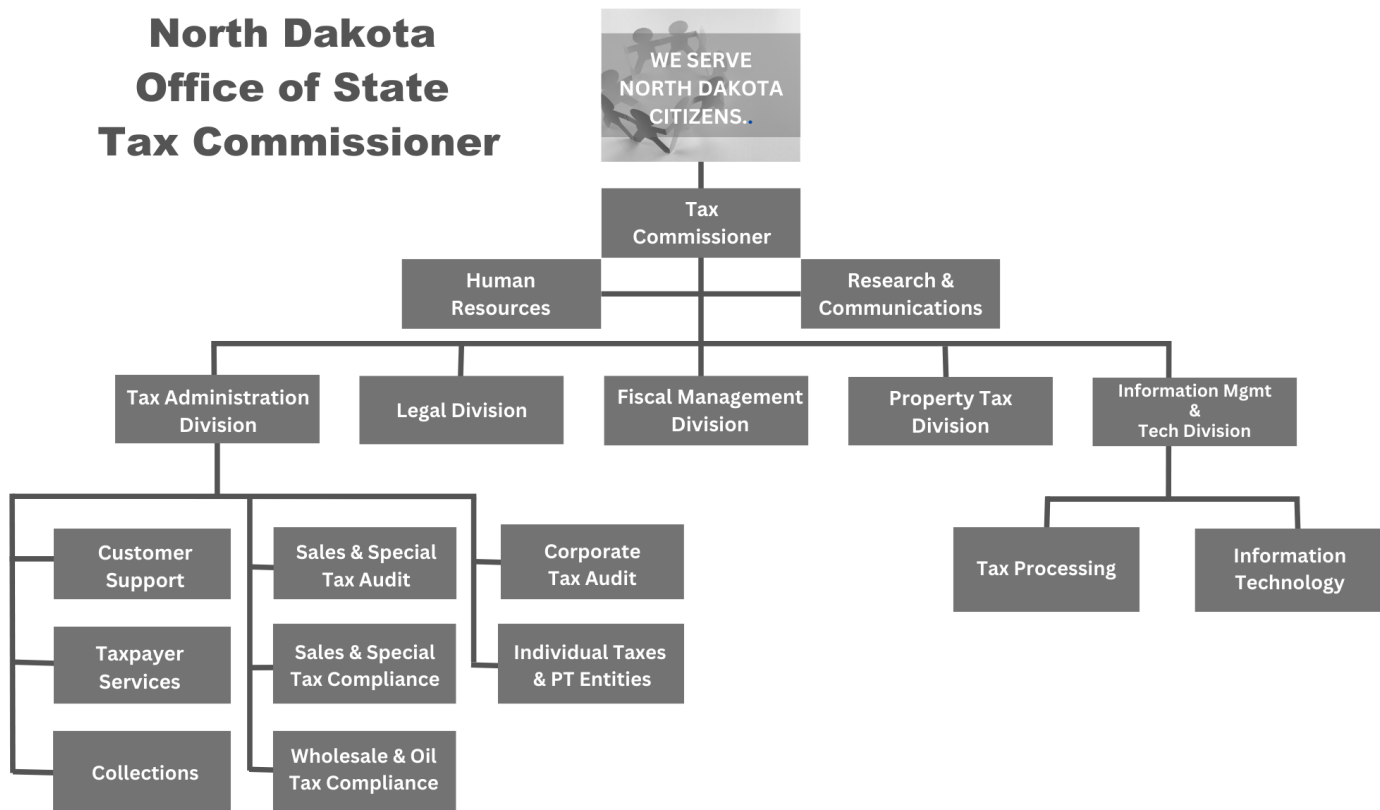 North Dakota
Office of State
Tax Commissioner
WE SERVE
NORTH DAKOTA
CITIZENS..
Tax
Commissioner
Human
Resources
Research &
Communications
Tax Administration
Division
Legal Division
Fiscal Management
Division
Property Tax
Division
Information Mgmt
&
Tech Division
Customer
Support
Sales & Special
Tax Audit
Corporate
Tax Audit
Tax Processing
Information
Technology
Taxpayer
Services
Sales & Special
Tax Compliance
Individual Taxes
& PT Entities
Collections
Wholesale & Oil
Tax Compliance